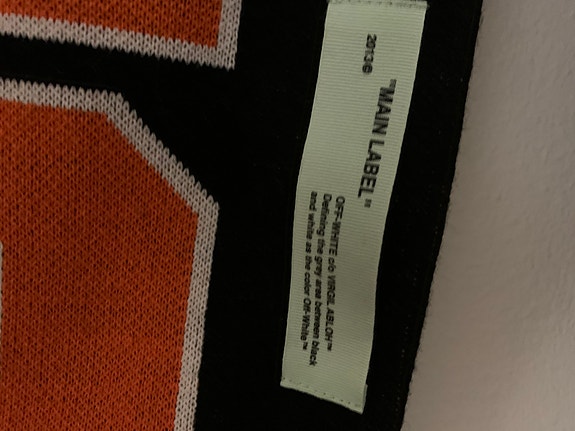 2013©
"MAIN LABEL"
OFF-WHITE c/o VIRGIL ABLOH™
Defining the grey area between black
and white as the color Off-White™